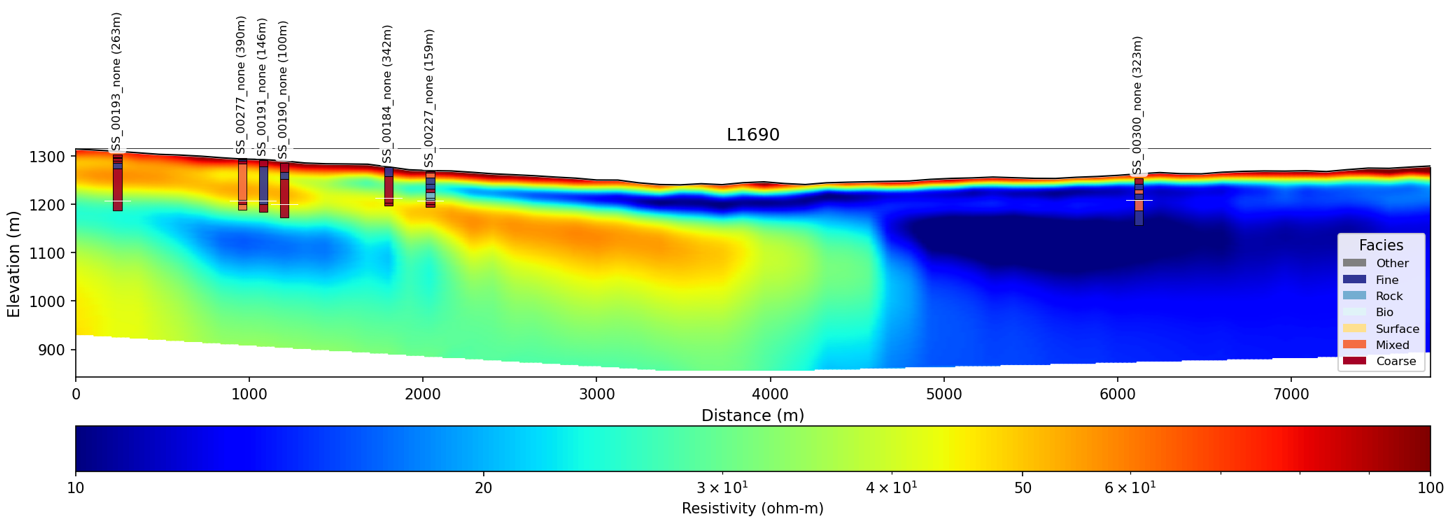 SS_00193_none (263m)
SS_00277_none (390m)
SS_00191_none (146m)
SS_00190_none (100m)
SS_00184_none (342m)
SS_00227_none (159m)
SS_00300_none (323m)
L1690
Elevation (m)
1300
1200
1100
1000
900
Facies
Other
Fine
Rock
Bio
Surface
Mixed
Coarse
0 1000 2000 3000 4000 5000 6000 7000
Distance (m)
10 20 3 × 10¹ 4 × 10¹ 50 6 × 10¹ 100
Resistivity (ohm-m)